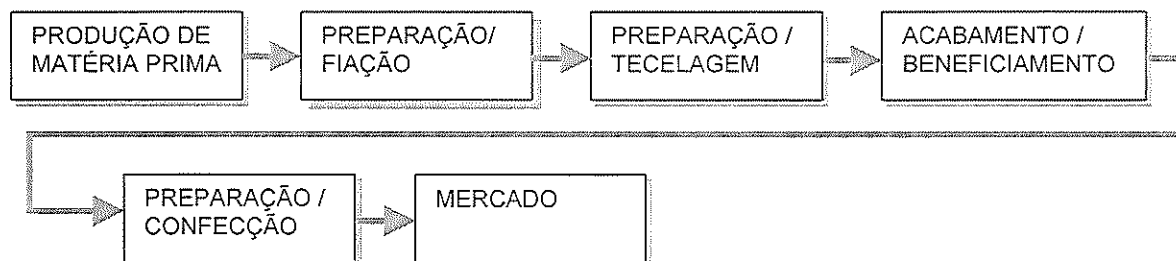 PRODUÇÃO DE
MATÉRIA PRIMA
PREPARAÇÃO/
FIAÇÃO
PREPARAÇÃO /
TECELAGEM
ACABAMENTO /
BENEFICIAMENTO
PREPARAÇÃO /
CONFECÇÃO
MERCADO